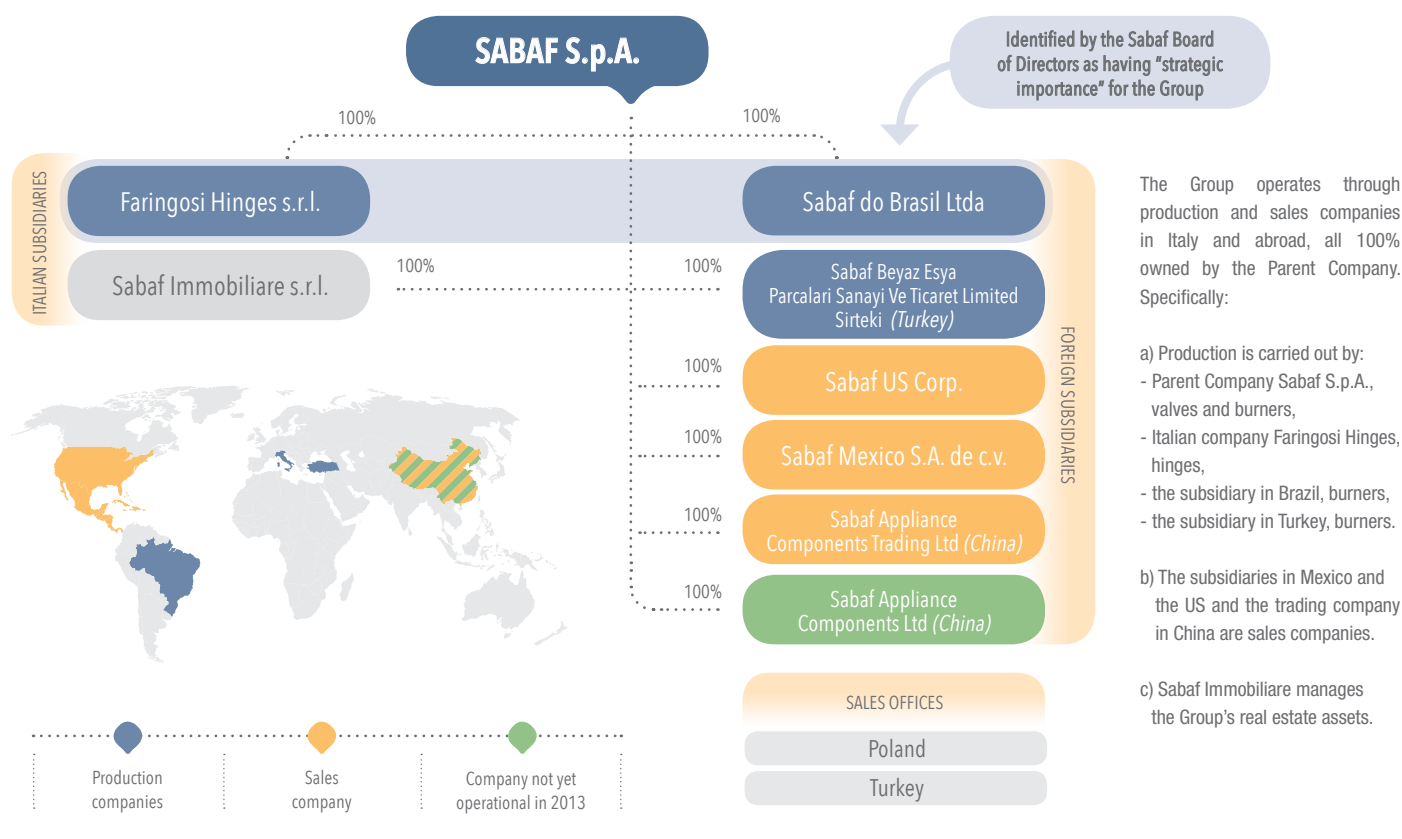 SABAF S.p.A.
Identified by the Sabaf Board
of Directors as having "strategic
importance" for the Group
100%
100%
ITALIAN SUBSIDIARIES
Faringosi Hinges s.r.l.
Sabaf Immobiliare s.r.l.
100%
Sabaf do Brasil Ltda
100%
Sabaf Beyaz Esya
Parcalari Sanayi Ve Ticaret Limited
Sirteki (Turkey)
100%
Sabaf US Corp.
100%
Sabaf Mexico S.A. de c.v.
100%
Sabaf Appliance
Components Trading Ltd (China)
100%
Sabaf Appliance
Components Ltd (China)
FOREIGN SUBSIDIARIES
SALES OFFICES
Poland
Turkey
Production
companies
Sales
company
Company not yet
operational in 2013
The Group operates through
production and sales companies
in Italy and abroad, all 100%
owned by the Parent Company.
Specifically:
a) Production is carried out by:
- Parent Company Sabaf S.p.A.,
valves and burners,
- Italian company Faringosi Hinges,
hinges,
- the subsidiary in Brazil, burners,
- the subsidiary in Turkey, burners.
b) The subsidiaries in Mexico and
the US and the trading company
in China are sales companies.
c) Sabaf Immobiliare manages
the Group's real estate assets.